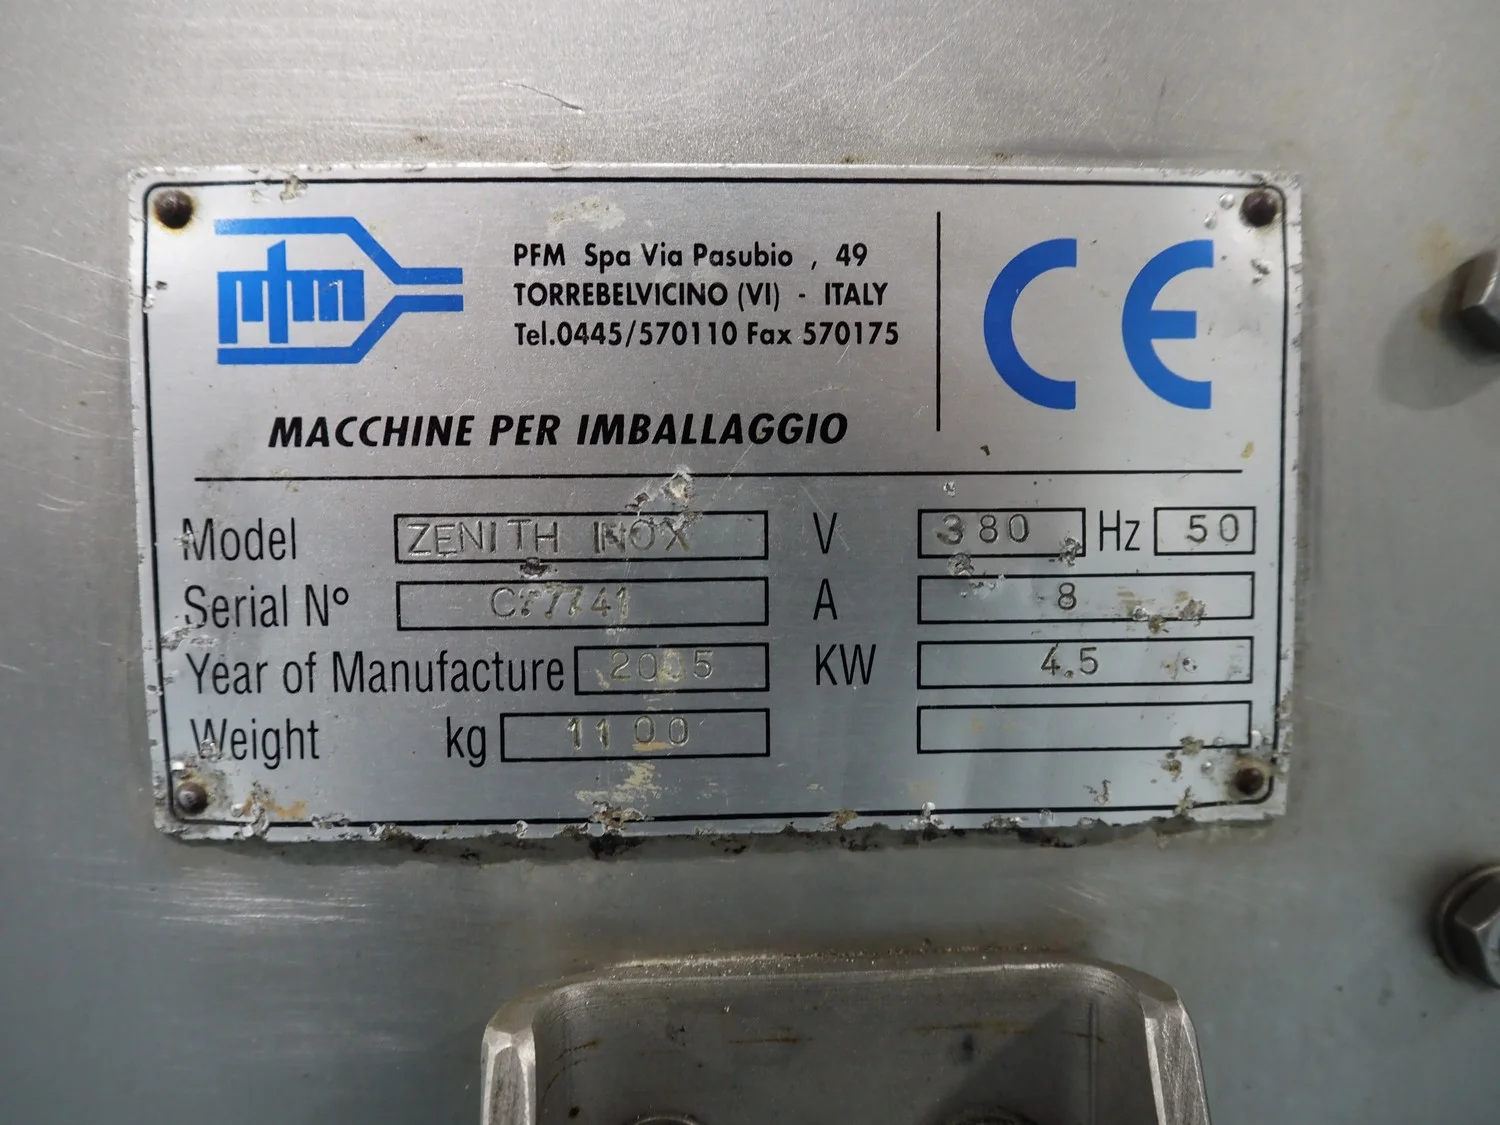 pfm
PFM Spa Via Pasubio , 49
TORREBELVICINO (VI) - ITALY
Tel.0445/570110 Fax 570175
CE
MACCHINE PER IMBALLAGGIO
Model ZENITH INOX V 380 Hz 50
Serial N° A 8
Year of Manufacture 2005 KW 4.5
Weight kg 1100